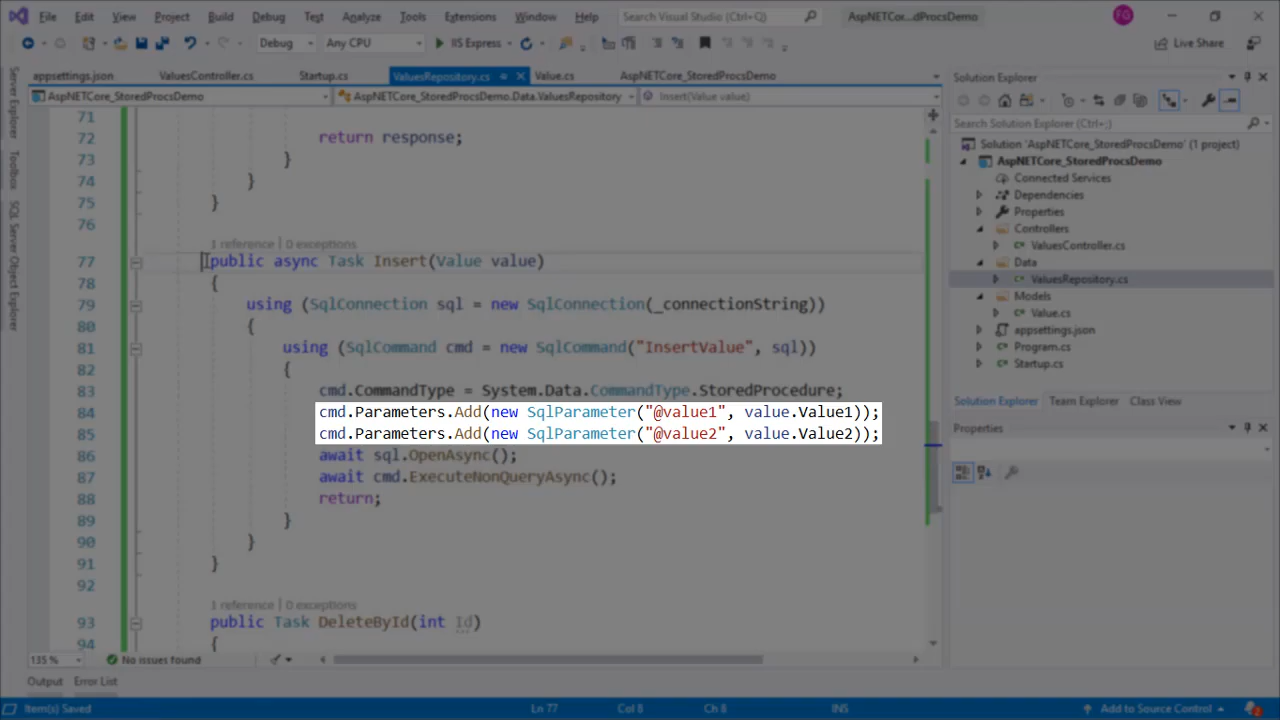 File Edit View Project Build Debug Test Analyze Tools Extensions Window Help Search Visual Studio (Ctrl+Q) AspNETCor...dProcsDemo FG
Debug Any CPU IIS Express Live Share
appsettings.json ValuesController.cs Startup.cs ValuesRepository.cs Value.cs AspNETCore_StoredProcsDemo
AspNETCore_StoredProcsDemo AspNETCore_StoredProcsDemo.Data.ValuesRepository Insert(Value value)
Server Explorer
Toolbox
SQL Server Object Explorer
71
72 return response;
73 }
74 }
75 }
76
1 reference | 0 exceptions
77 public async Task Insert(Value value)
78 {
79 using (SqlConnection sql = new SqlConnection(_connectionString))
80 {
81 using (SqlCommand cmd = new SqlCommand("InsertValue", sql))
82 {
83 cmd.CommandType = System.Data.CommandType.StoredProcedure;
84 cmd.Parameters.Add(new SqlParameter("@value1", value.Value1));
85 cmd.Parameters.Add(new SqlParameter("@value2", value.Value2));
86 await sql.OpenAsync();
87 await cmd.ExecuteNonQueryAsync();
88 return;
89 }
90 }
91 }
92
1 reference | 0 exceptions
93 public Task DeleteById(int Id)
94 {
135 % No issues found
Output Error List
Item(s) Saved Ln 77 Col 8 Ch 8 INS Add to Source Control 2
Solution Explorer
Search Solution Explorer (Ctrl+;)
Solution 'AspNETCore_StoredProcsDemo' (1 project)
AspNETCore_StoredProcsDemo
Connected Services
Dependencies
Properties
Controllers
ValuesController.cs
Data
ValuesRepository.cs
Models
Value.cs
appsettings.json
Program.cs
Startup.cs
Solution Explorer Team Explorer Class View
Properties